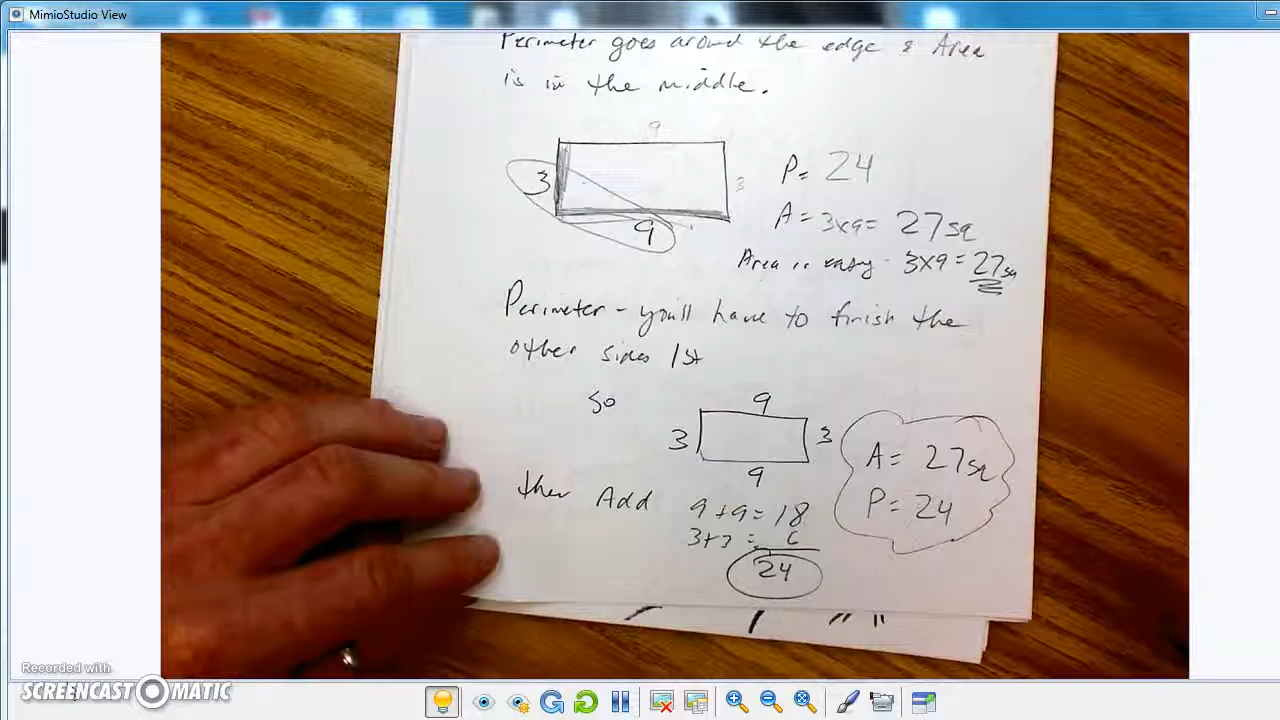 MimioStudio View
Perimeter goes around the edge & Area
is in the middle.
9
3
3
9
P= 24
A= 3x9= 27sq
Area is easy - 3x9=27sq
Perimeter - you'll have to finish the
other sides 1st
so
9
3
3
9
A= 27sq
P= 24
then Add
9+9=18
3+3= 6
24
Recorded with
SCREENCAST MATIC